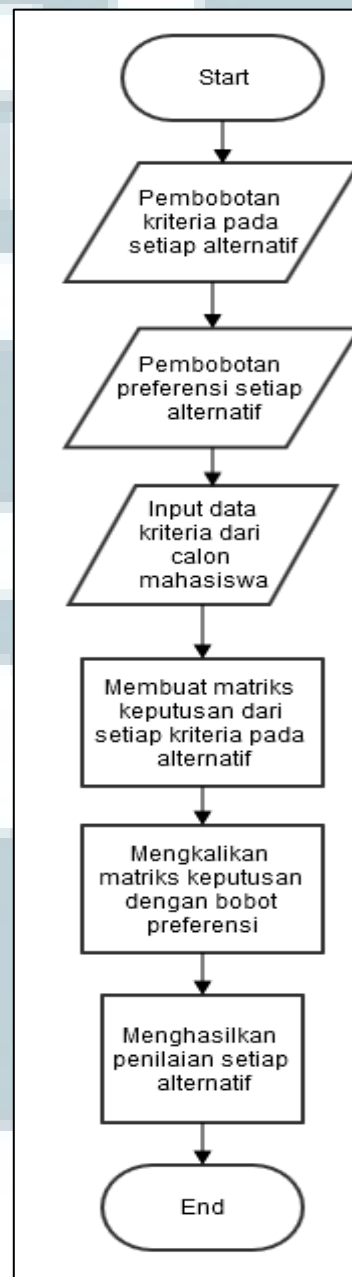 Start
Pembobotan
kriteria pada
setiap alternatif
Pembobotan
preferensi setiap
alternatif
Input data
kriteria dari
calon
mahasiswa
Membuat matriks
keputusan dari
setiap kriteria pada
alternatif
Mengkalikan
matriks keputusan
dengan bobot
preferensi
Menghasilkan
penilaian setiap
alternatif
End